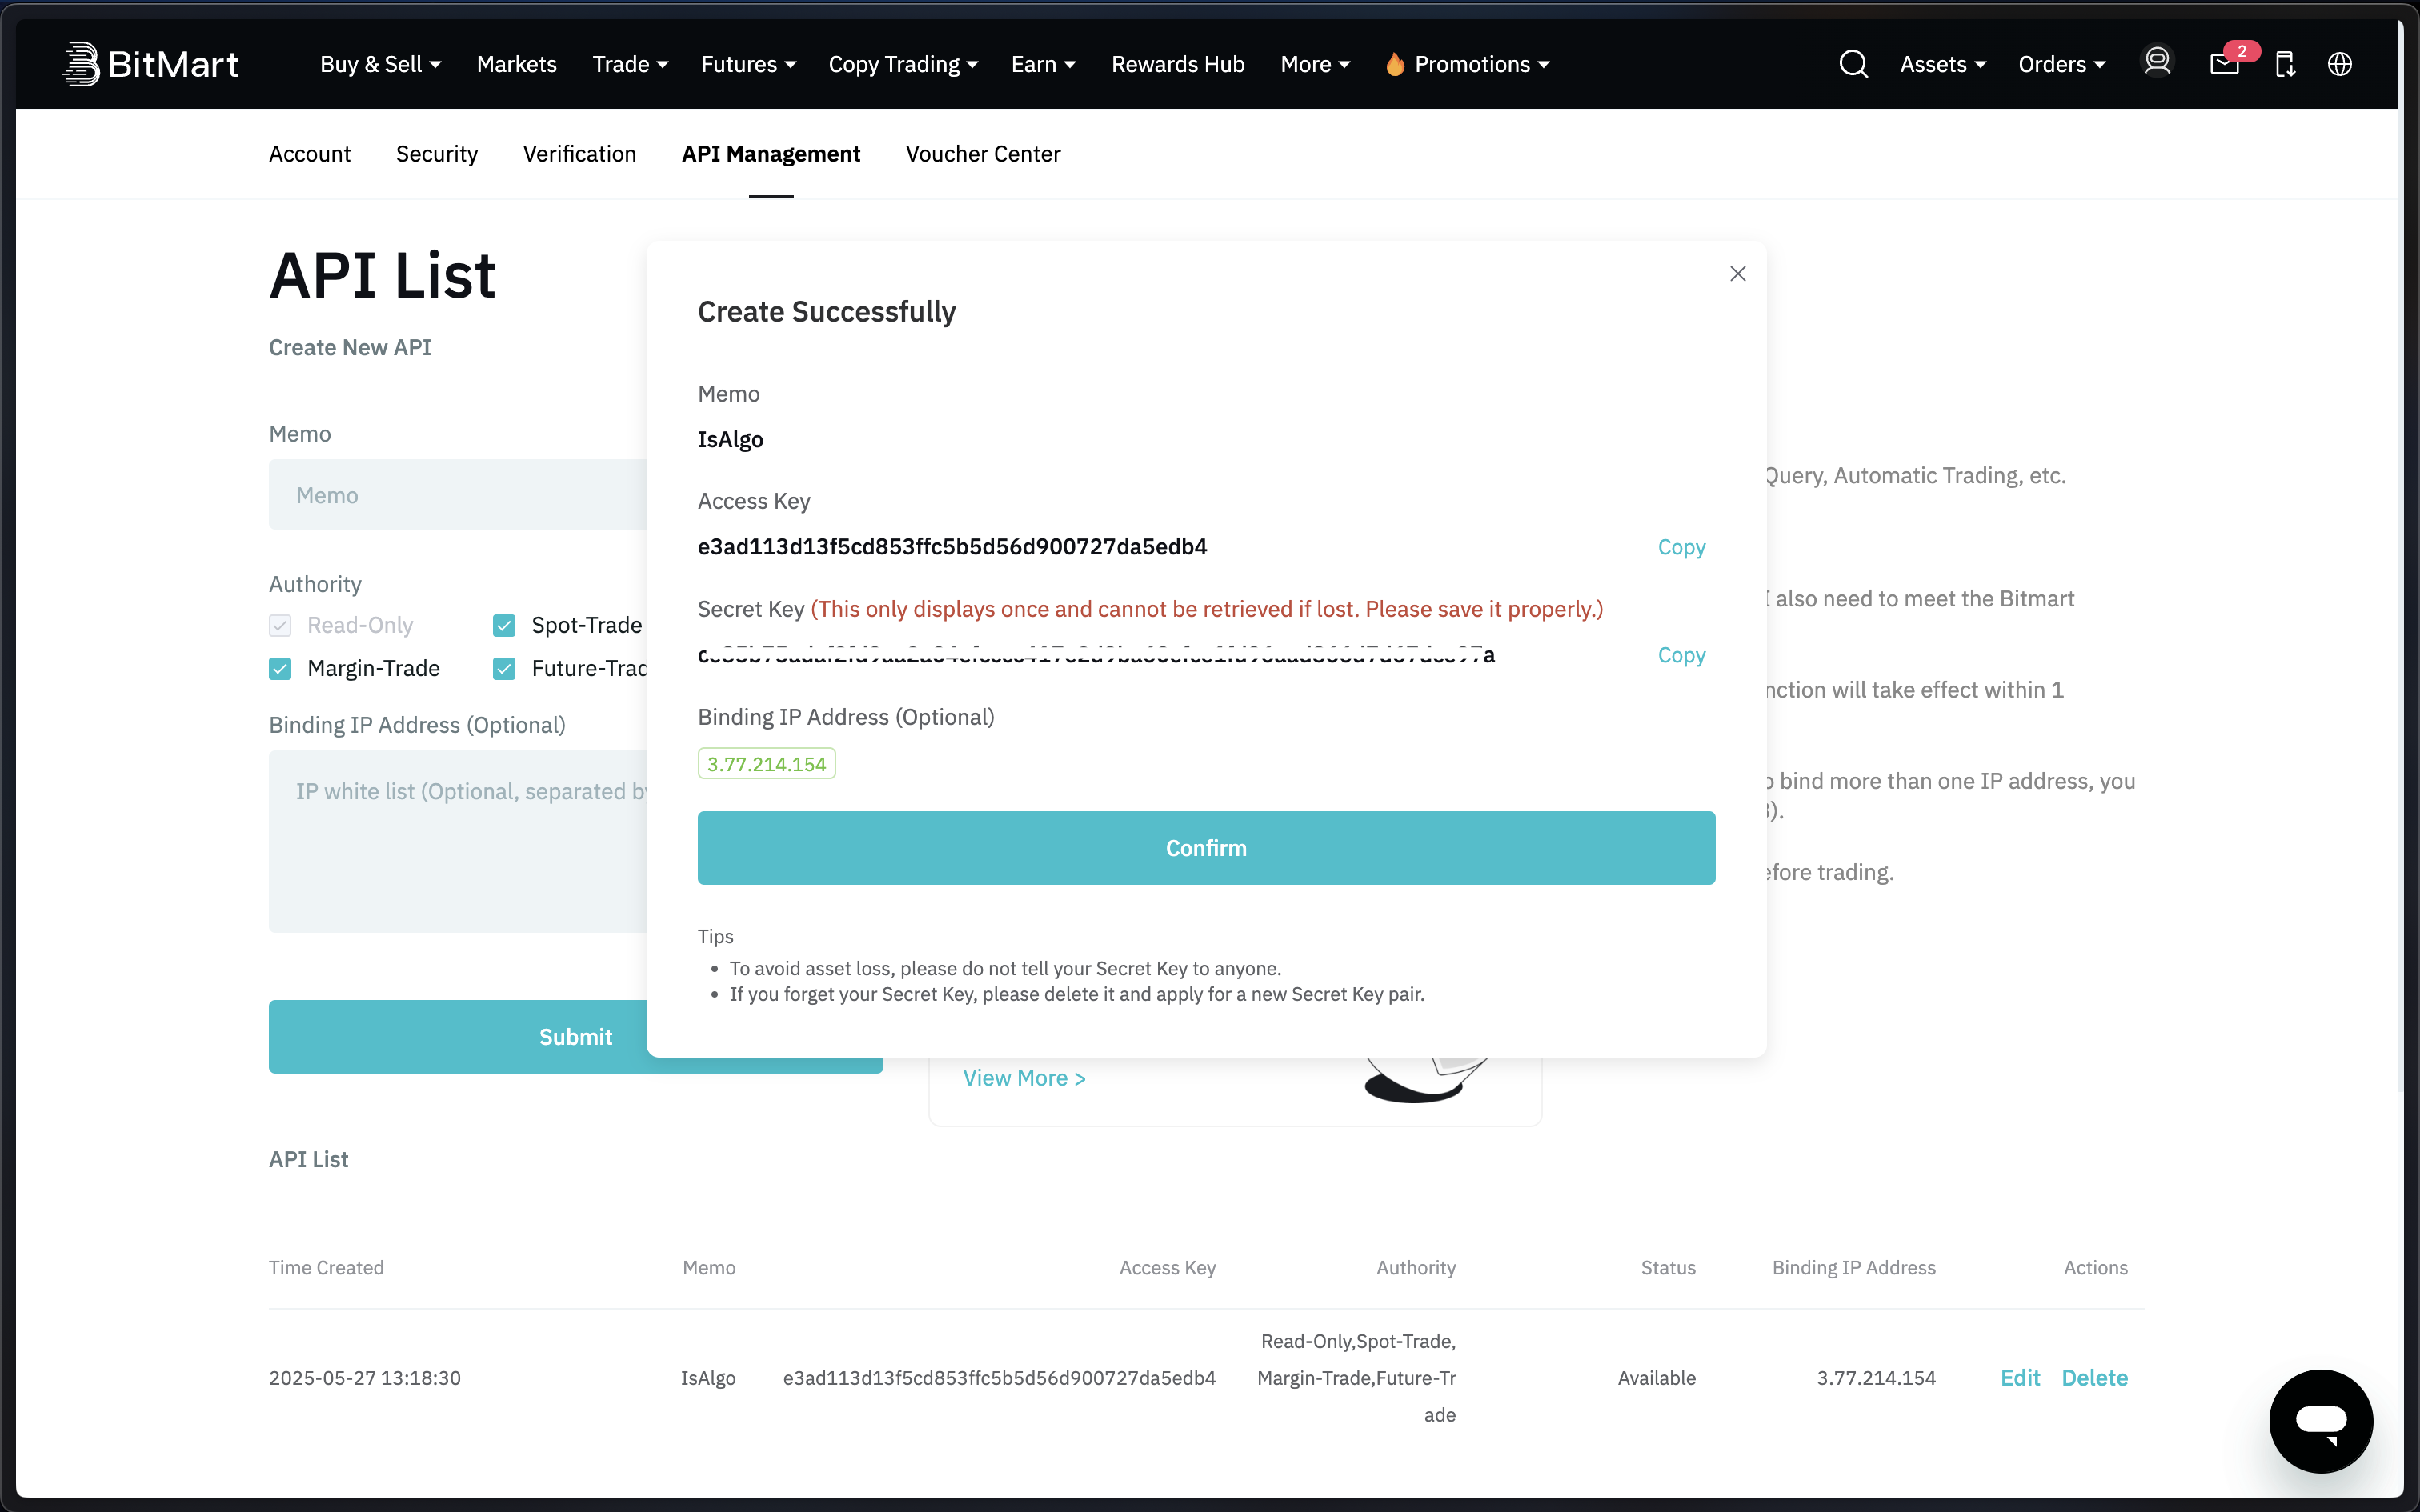 BitMart
Buy & Sell Markets Trade Futures Copy Trading Earn Rewards Hub More Promotions Assets Orders 2
Account Security Verification API Management Voucher Center
API List
Create New API
Memo
Memo
Authority
Read-Only Spot-Trade
Margin-Trade Future-Trad
Binding IP Address (Optional)
IP white list (Optional, separated by
Submit
Create Successfully
Memo
IsAlgo
Access Key
e3ad113d13f5cd853ffc5b5d56d900727da5edb4 Copy
Secret Key (This only displays once and cannot be retrieved if lost. Please save it properly.)
Copy
Binding IP Address (Optional)
3.77.214.154
Confirm
Tips
To avoid asset loss, please do not tell your Secret Key to anyone.
If you forget your Secret Key, please delete it and apply for a new Secret Key pair.
Query, Automatic Trading, etc.
I also need to meet the Bitmart
nction will take effect within 1
o bind more than one IP address, you
).
efore trading.
View More >
API List
Time Created Memo Access Key Authority Status Binding IP Address Actions
2025-05-27 13:18:30 IsAlgo e3ad113d13f5cd853ffc5b5d56d900727da5edb4 Read-Only,Spot-Trade,
Margin-Trade,Future-Tr
ade
Available 3.77.214.154 Edit Delete